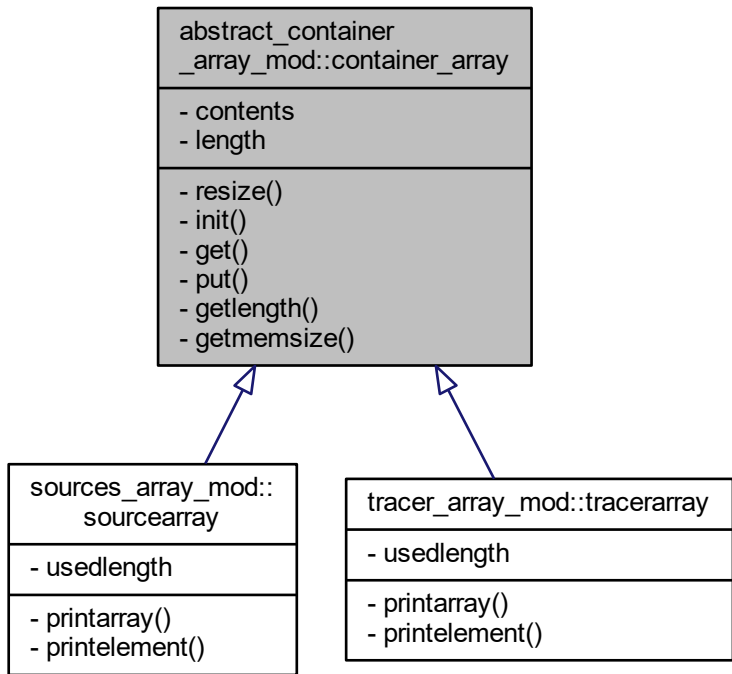 abstract_container
_array_mod::container_array
- contents
- length
- resize()
- init()
- get()
- put()
- getlength()
- getmemsize()
sources_array_mod::
sourcearray
- usedlength
- printarray()
- printelement()
tracer_array_mod::tracerarray
- usedlength
- printarray()
- printelement()